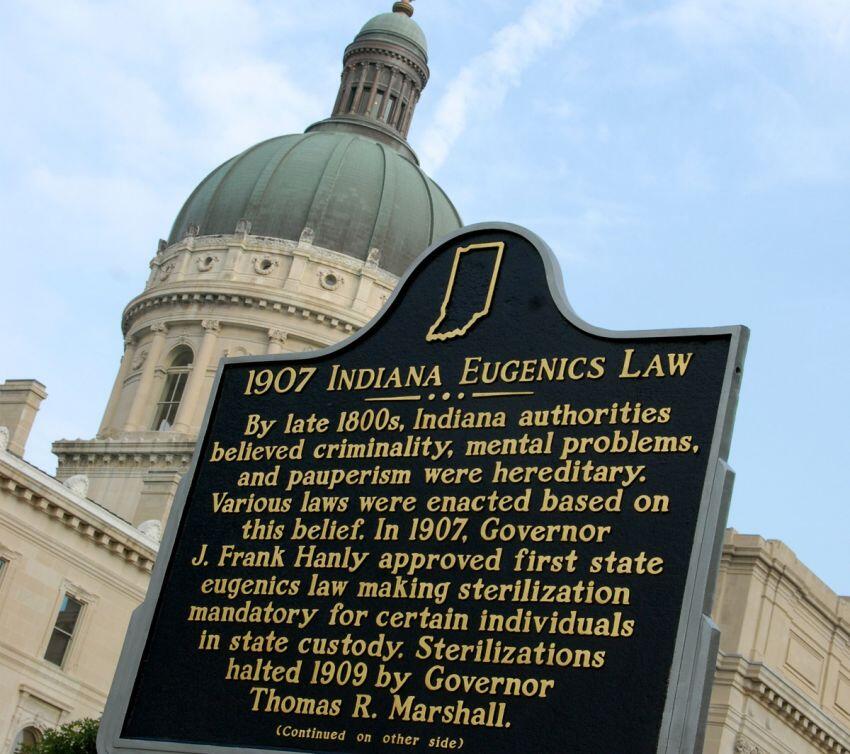 1907 Indiana Eugenics Law
By late 1800s, Indiana authorities
believed criminality, mental problems,
and pauperism were hereditary.
Various laws were enacted based on
this belief. In 1907, Governor
J. Frank Hanly approved first state
eugenics law making sterilization
mandatory for certain individuals
in state custody. Sterilizations
halted 1909 by Governor
Thomas R. Marshall.
(Continued on other side)